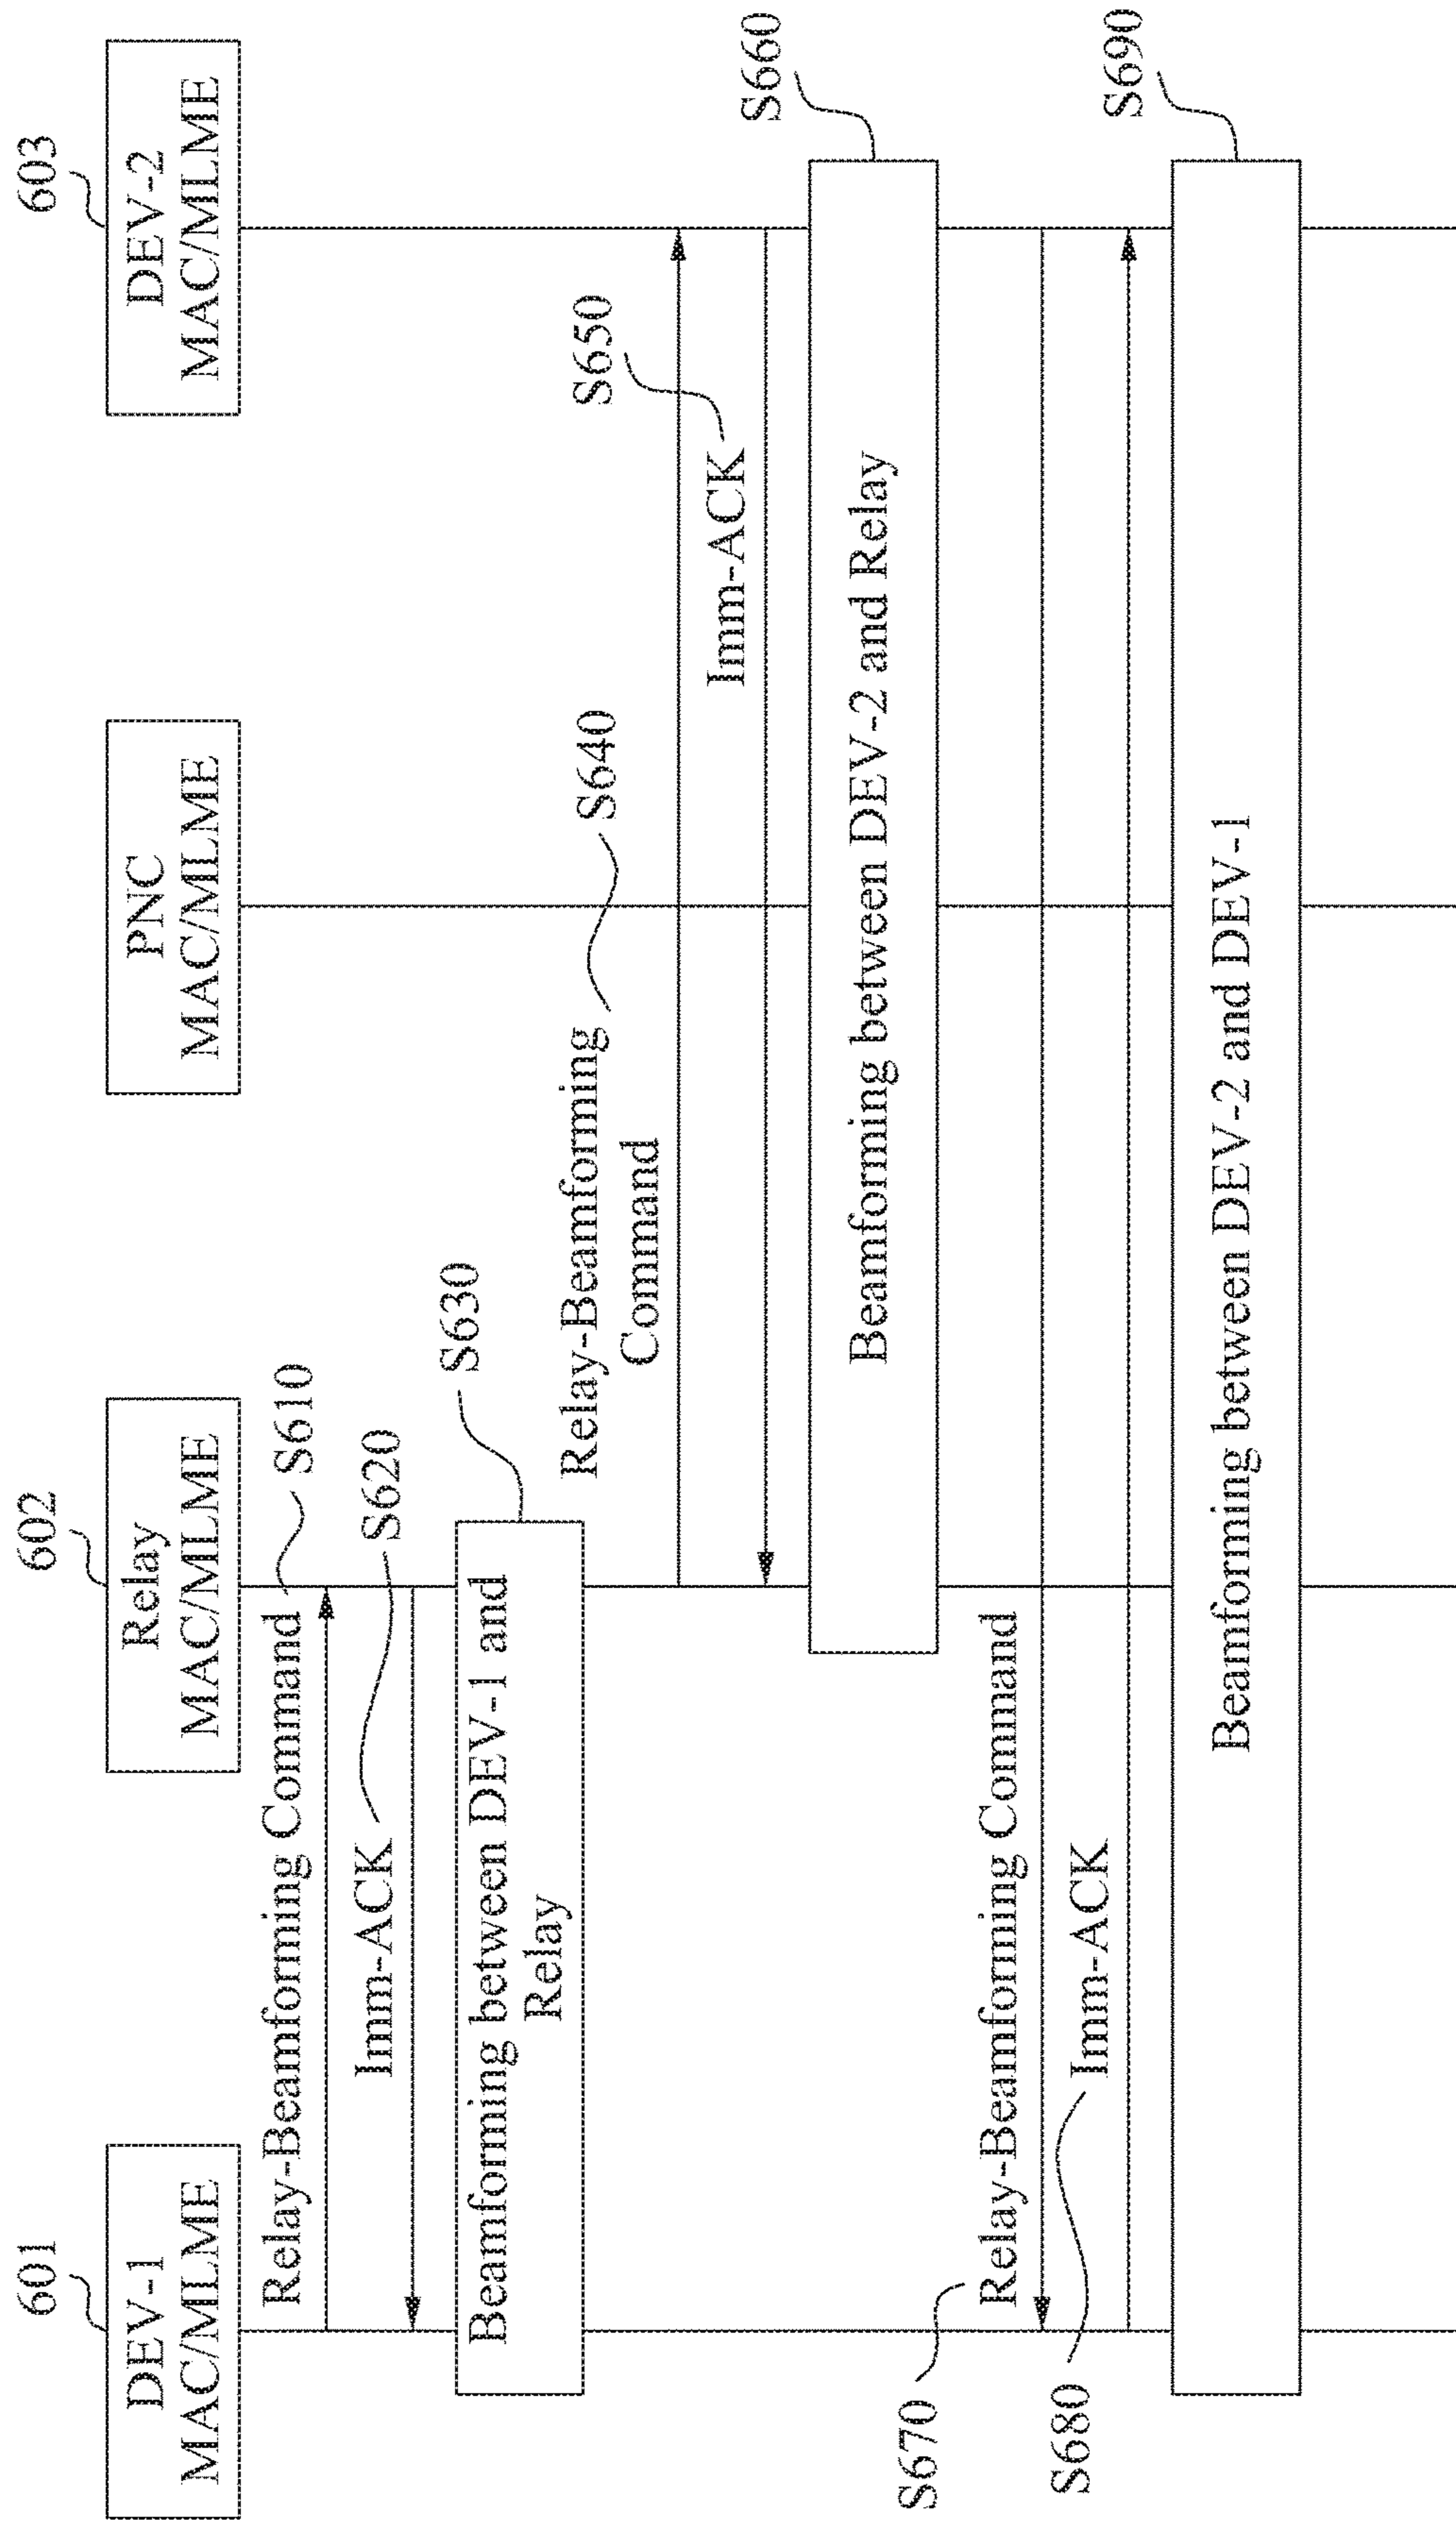 601
602
603
DEV-1
MAC/MLME
Relay
MAC/MLME
PNC
MAC/MLME
DEV-2
MAC/MLME
Relay-Beamforming Command
S610
Imm-ACK
S620
Beamforming between DEV-1 and
Relay
S630
Relay-Beamforming
Command
S640
Imm-ACK
S650
Beamforming between DEV-2 and Relay
S660
S670
Relay-Beamforming Command
S680
Imm-ACK
Beamforming between DEV-2 and DEV-1
S690